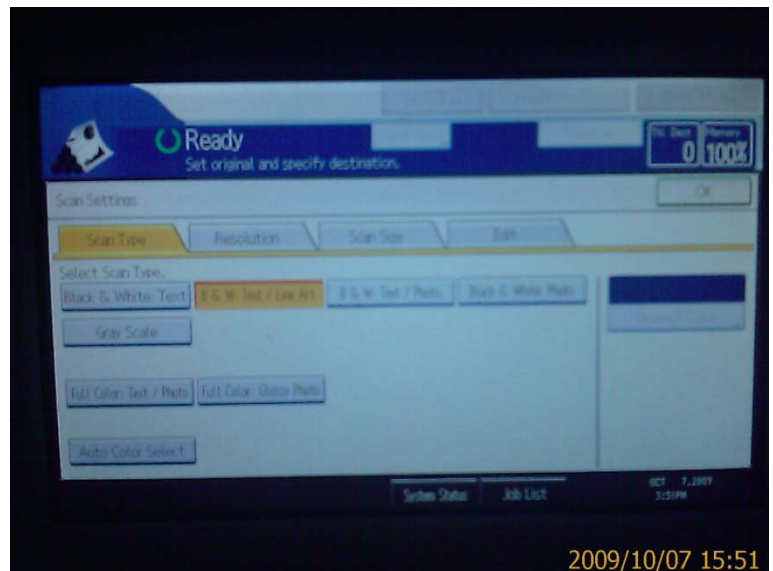 Ready
Set original and specify destination.
Memory
0 100%
Scan Settings
OK
Scan Type
Resolution
Scan Size
Edit
Select Scan Type.
Black & White: Text
B & W: Text / Line Art
B & W: Text / Photo
Black & White: Photo
Gray Scale
Full Color: Text / Photo
Full Color: Glossy Photo
Auto Color Select
System Status
Job List
OCT 7,2009
3:51PM
2009/10/07 15:51